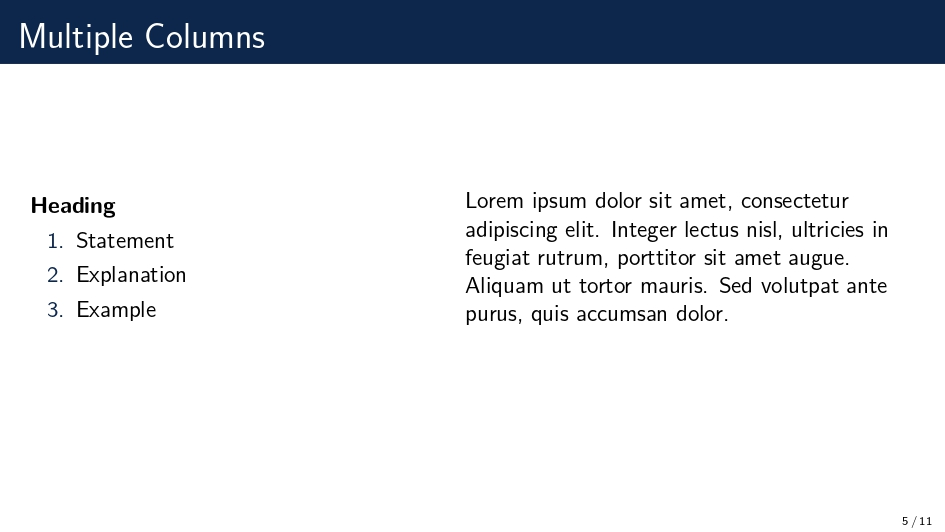 Multiple Columns
Heading
1. Statement
2. Explanation
3. Example
Lorem ipsum dolor sit amet, consectetur
adipiscing elit. Integer lectus nisl, ultricies in
feugiat rutrum, porttitor sit amet augue.
Aliquam ut tortor mauris. Sed volutpat ante
purus, quis accumsan dolor.
5 / 11